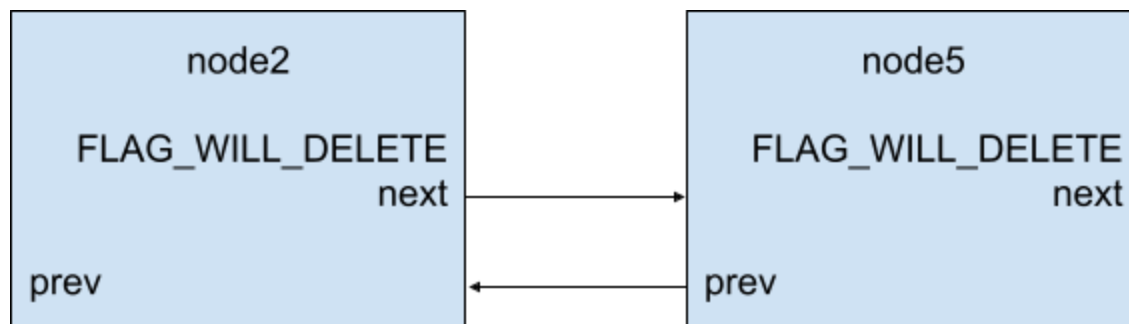 node2
FLAG_WILL_DELETE
next
prev
node5
FLAG_WILL_DELETE
next
prev